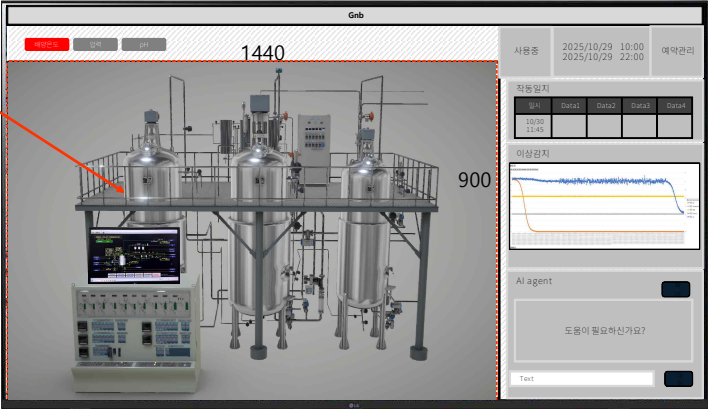 Gnb
배양온도
압력
pH
1440
900
사용중
2025/10/29 10:00
2025/10/29 22:00
예약관리
작동일지
일시
Data1
Data2
Data3
Data4
10/30
11:45
이상감지
AI agent
도움이 필요하신가요?
Text
LG